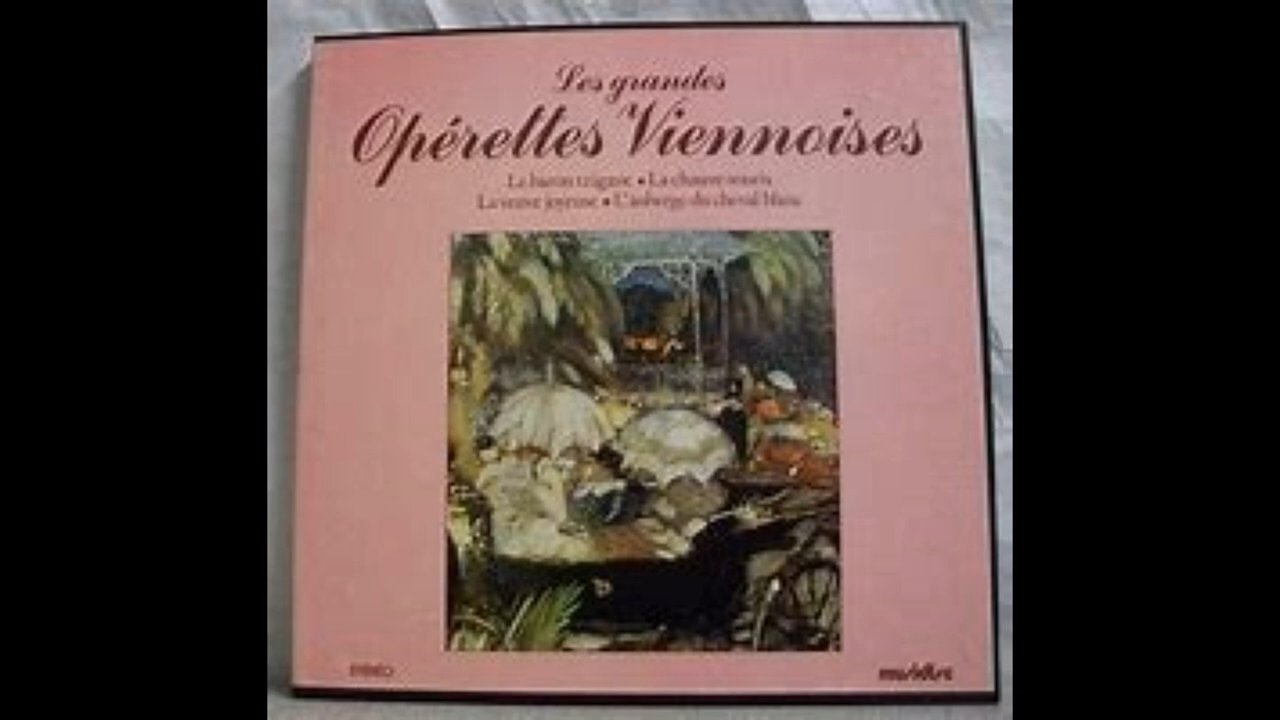 Les grandes
Opérettes Viennoises
Le baron tzigane • La chauve souris
La veuve joyeuse • L'auberge du cheval blanc
STEREO
musidisc